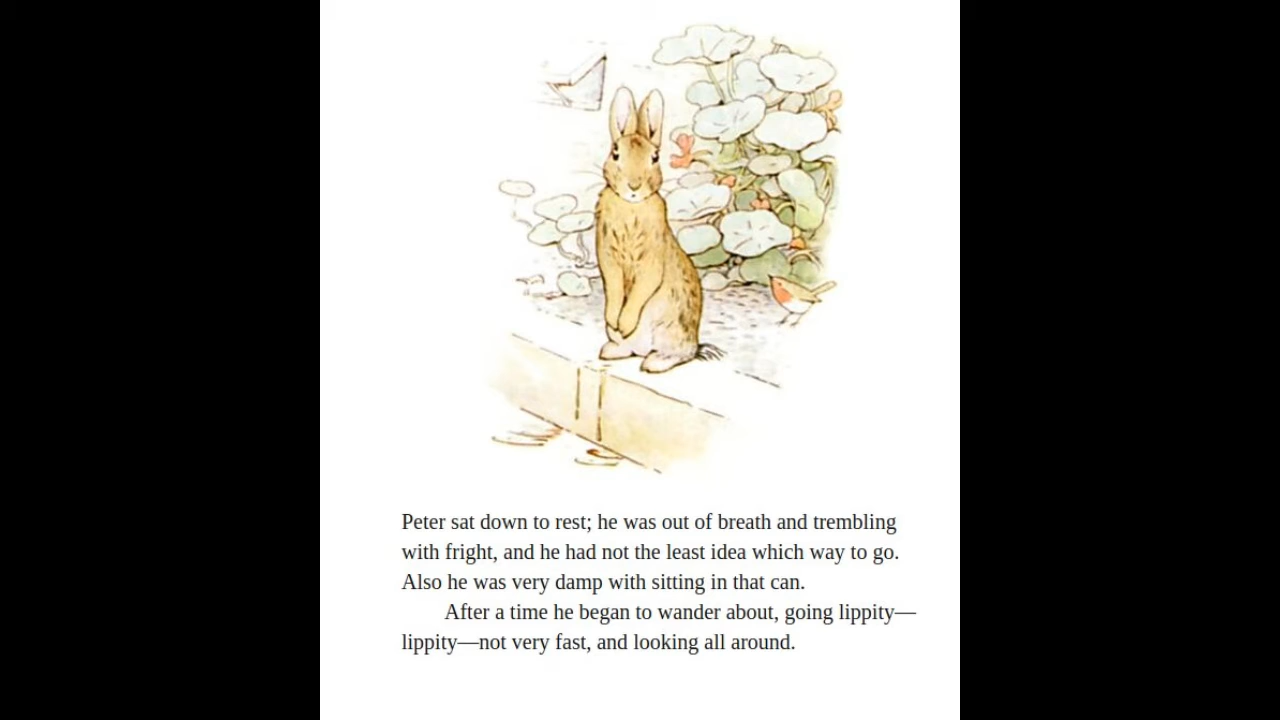 Peter sat down to rest; he was out of breath and trembling
with fright, and he had not the least idea which way to go.
Also he was very damp with sitting in that can.
After a time he began to wander about, going lippity—
lippity—not very fast, and looking all around.